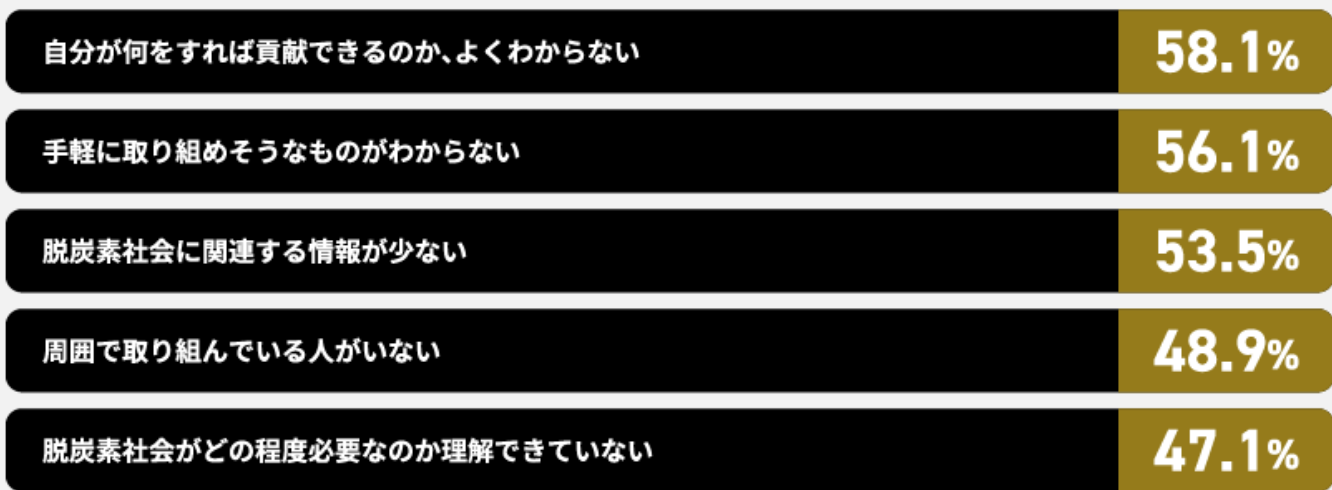 自分が何をすれば貢献できるのか、よくわからない 58.1%
手軽に取り組めそうなものがわからない 56.1%
脱炭素社会に関連する情報が少ない 53.5%
周囲で取り組んでいる人がいない 48.9%
脱炭素社会がどの程度必要なのか理解できていない 47.1%